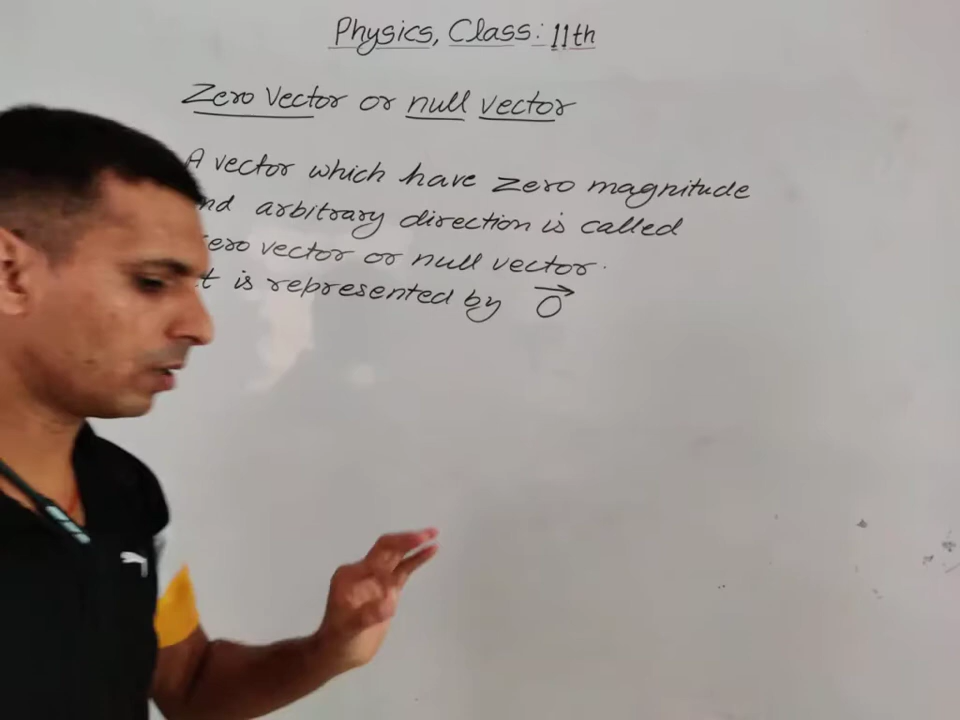 Physics, Class: 11th
Zero Vector or null vector
A vector which have zero magnitude
nd arbitrary direction is called
ero vector or null vector.
t is represented by O⃗